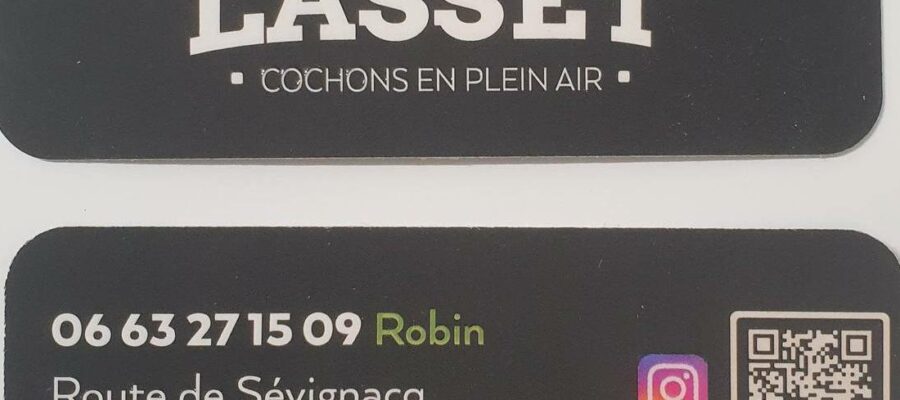 LASSET
• COCHONS EN PLEIN AIR •
06 63 27 15 09 Robin
Route de Sévignacq